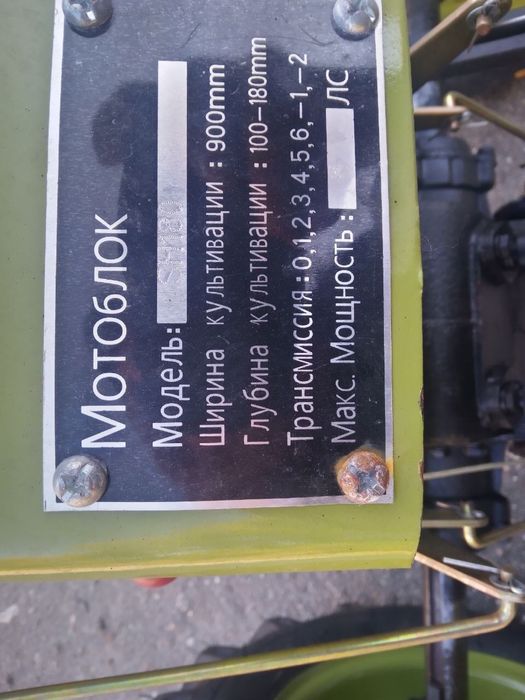 Мотоблок
Модель: SH180
Ширина культивации : 900mm
Глубина культивации : 100-180mm
Трансмиссия : 0,1,2,3,4,5,6,-1,-2
Макс. Мощность : ЛС